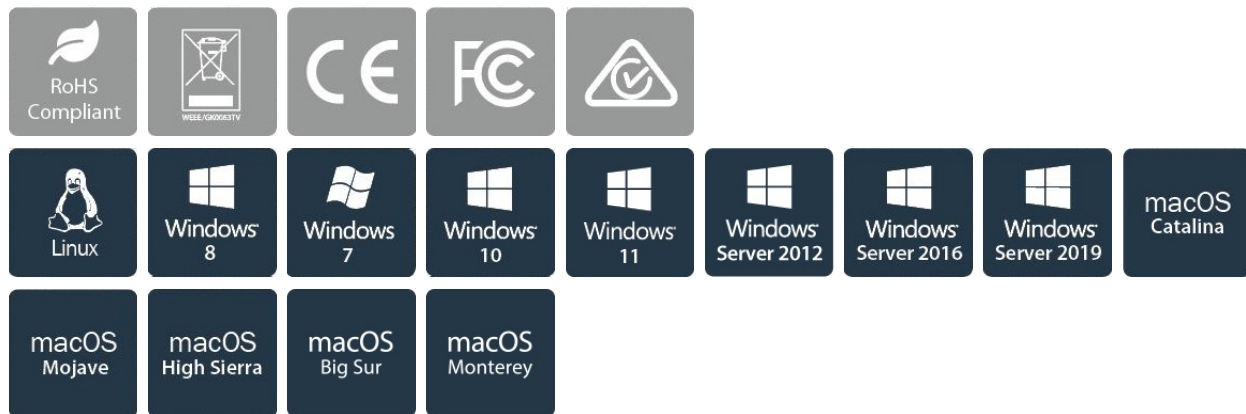 RoHS
Compliant
WEEE/GK0083TV
CE
FC
Linux
Windows
8
Windows
7
Windows
10
Windows
11
Windows
Server 2012
Windows
Server 2016
Windows
Server 2019
macOS
Catalina
macOS
Mojave
macOS
High Sierra
macOS
Big Sur
macOS
Monterey